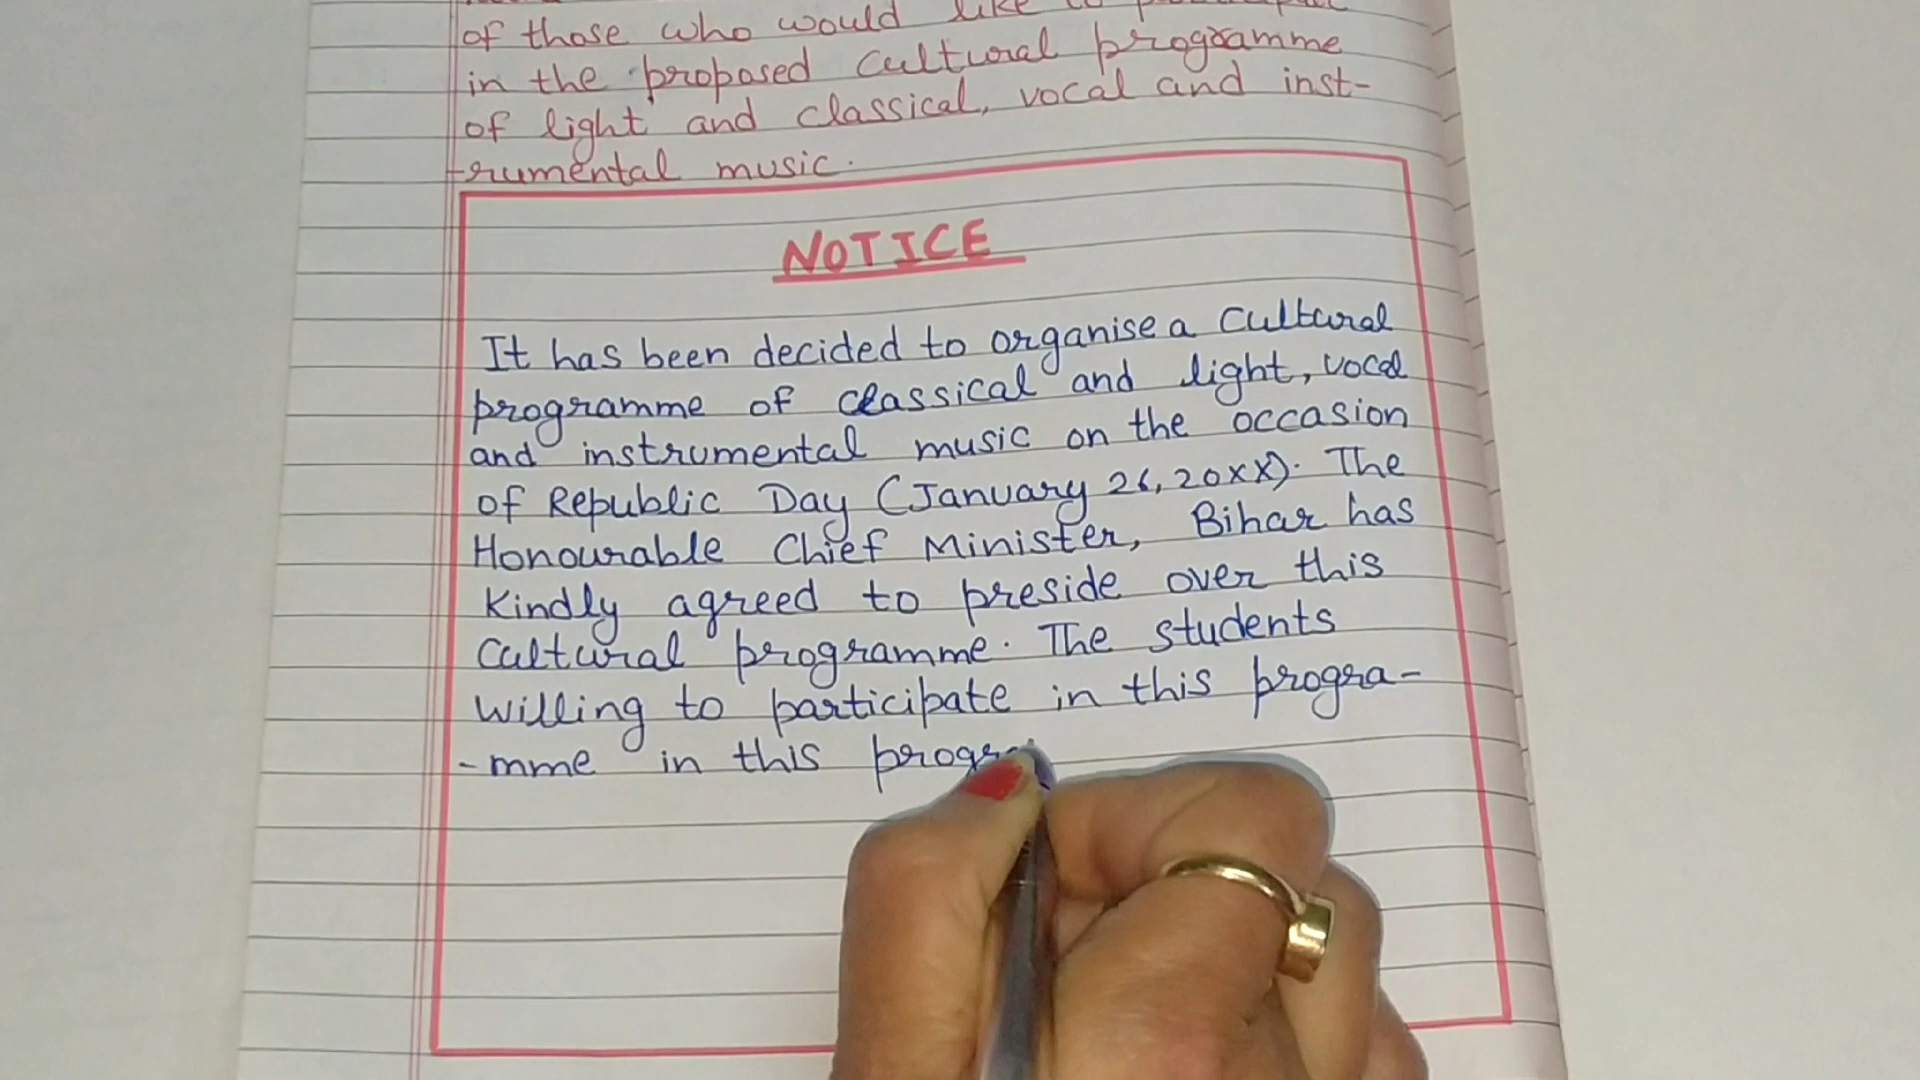 of those who would like to
in the proposed cultural programme
of light and classical, vocal and inst-
-rumental music.
NOTICE
It has been decided to organise a cultural
programme of classical and light, vocal
and instrumental music on the occasion
of Republic Day (January 26, 20XX). The
Honourable Chief Minister, Bihar has
Kindly agreed to preside over this
Cultural programme. The students
willing to participate in this progra-
-mme in this progra